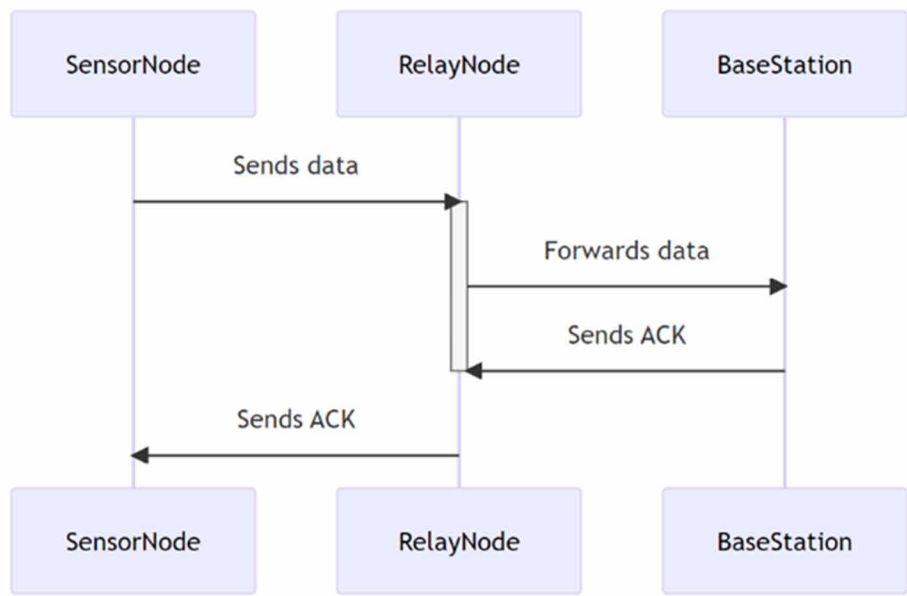 SensorNode
RelayNode
BaseStation
Sends data
Forwards data
Sends ACK
Sends ACK
SensorNode
RelayNode
BaseStation